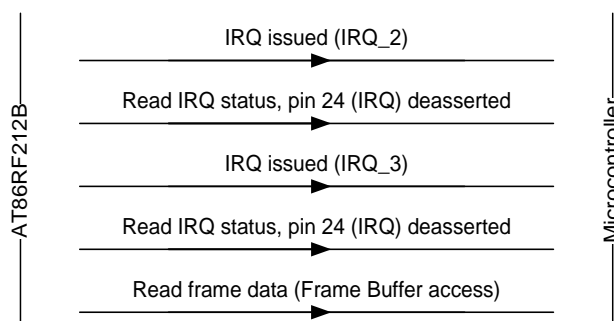 IRQ issued (IRQ_2)
Read IRQ status, pin 24 (IRQ) deasserted
IRQ issued (IRQ_3)
Read IRQ status, pin 24 (IRQ) deasserted
Read frame data (Frame Buffer access)
AT86RF212B
Microcontroller